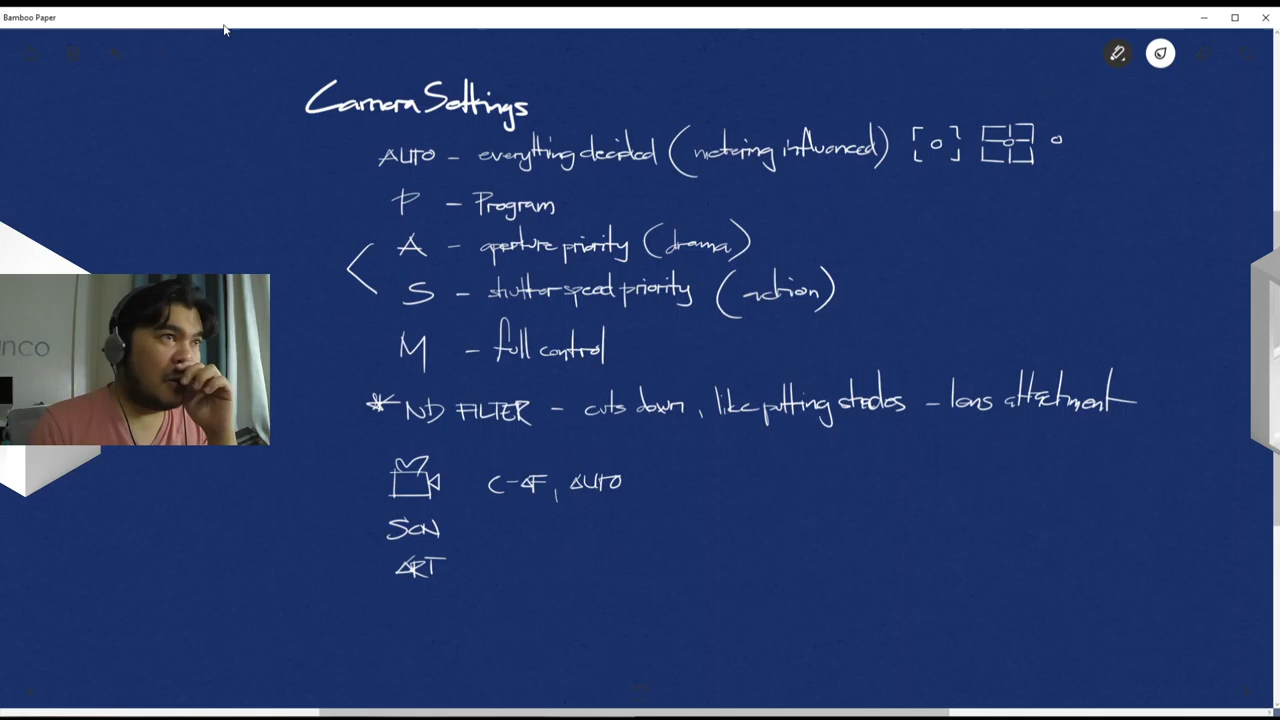 Bamboo Paper
Camera Settings
AUTO - everything decided (metering influenced)
P - Program
A - aperture priority (drama)
S - shutter speed priority (action)
M - full control
nco
* ND FILTER - cuts down, like putting shades - lens attachment
C-AF, AUTO
SCN
ART